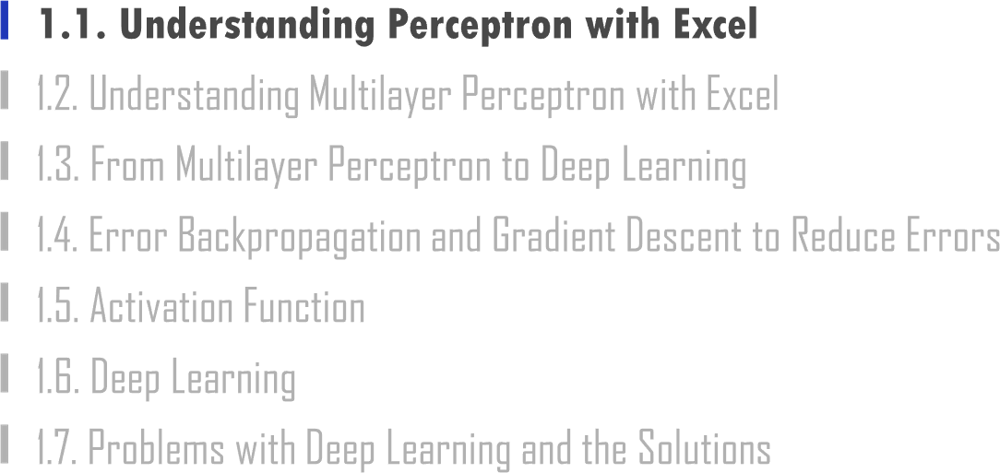 1.1. Understanding Perceptron with Excel
1.2. Understanding Multilayer Perceptron with Excel
1.3. From Multilayer Perceptron to Deep Learning
1.4. Error Backpropagation and Gradient Descent to Reduce Errors
1.5. Activation Function
1.6. Deep Learning
1.7. Problems with Deep Learning and the Solutions